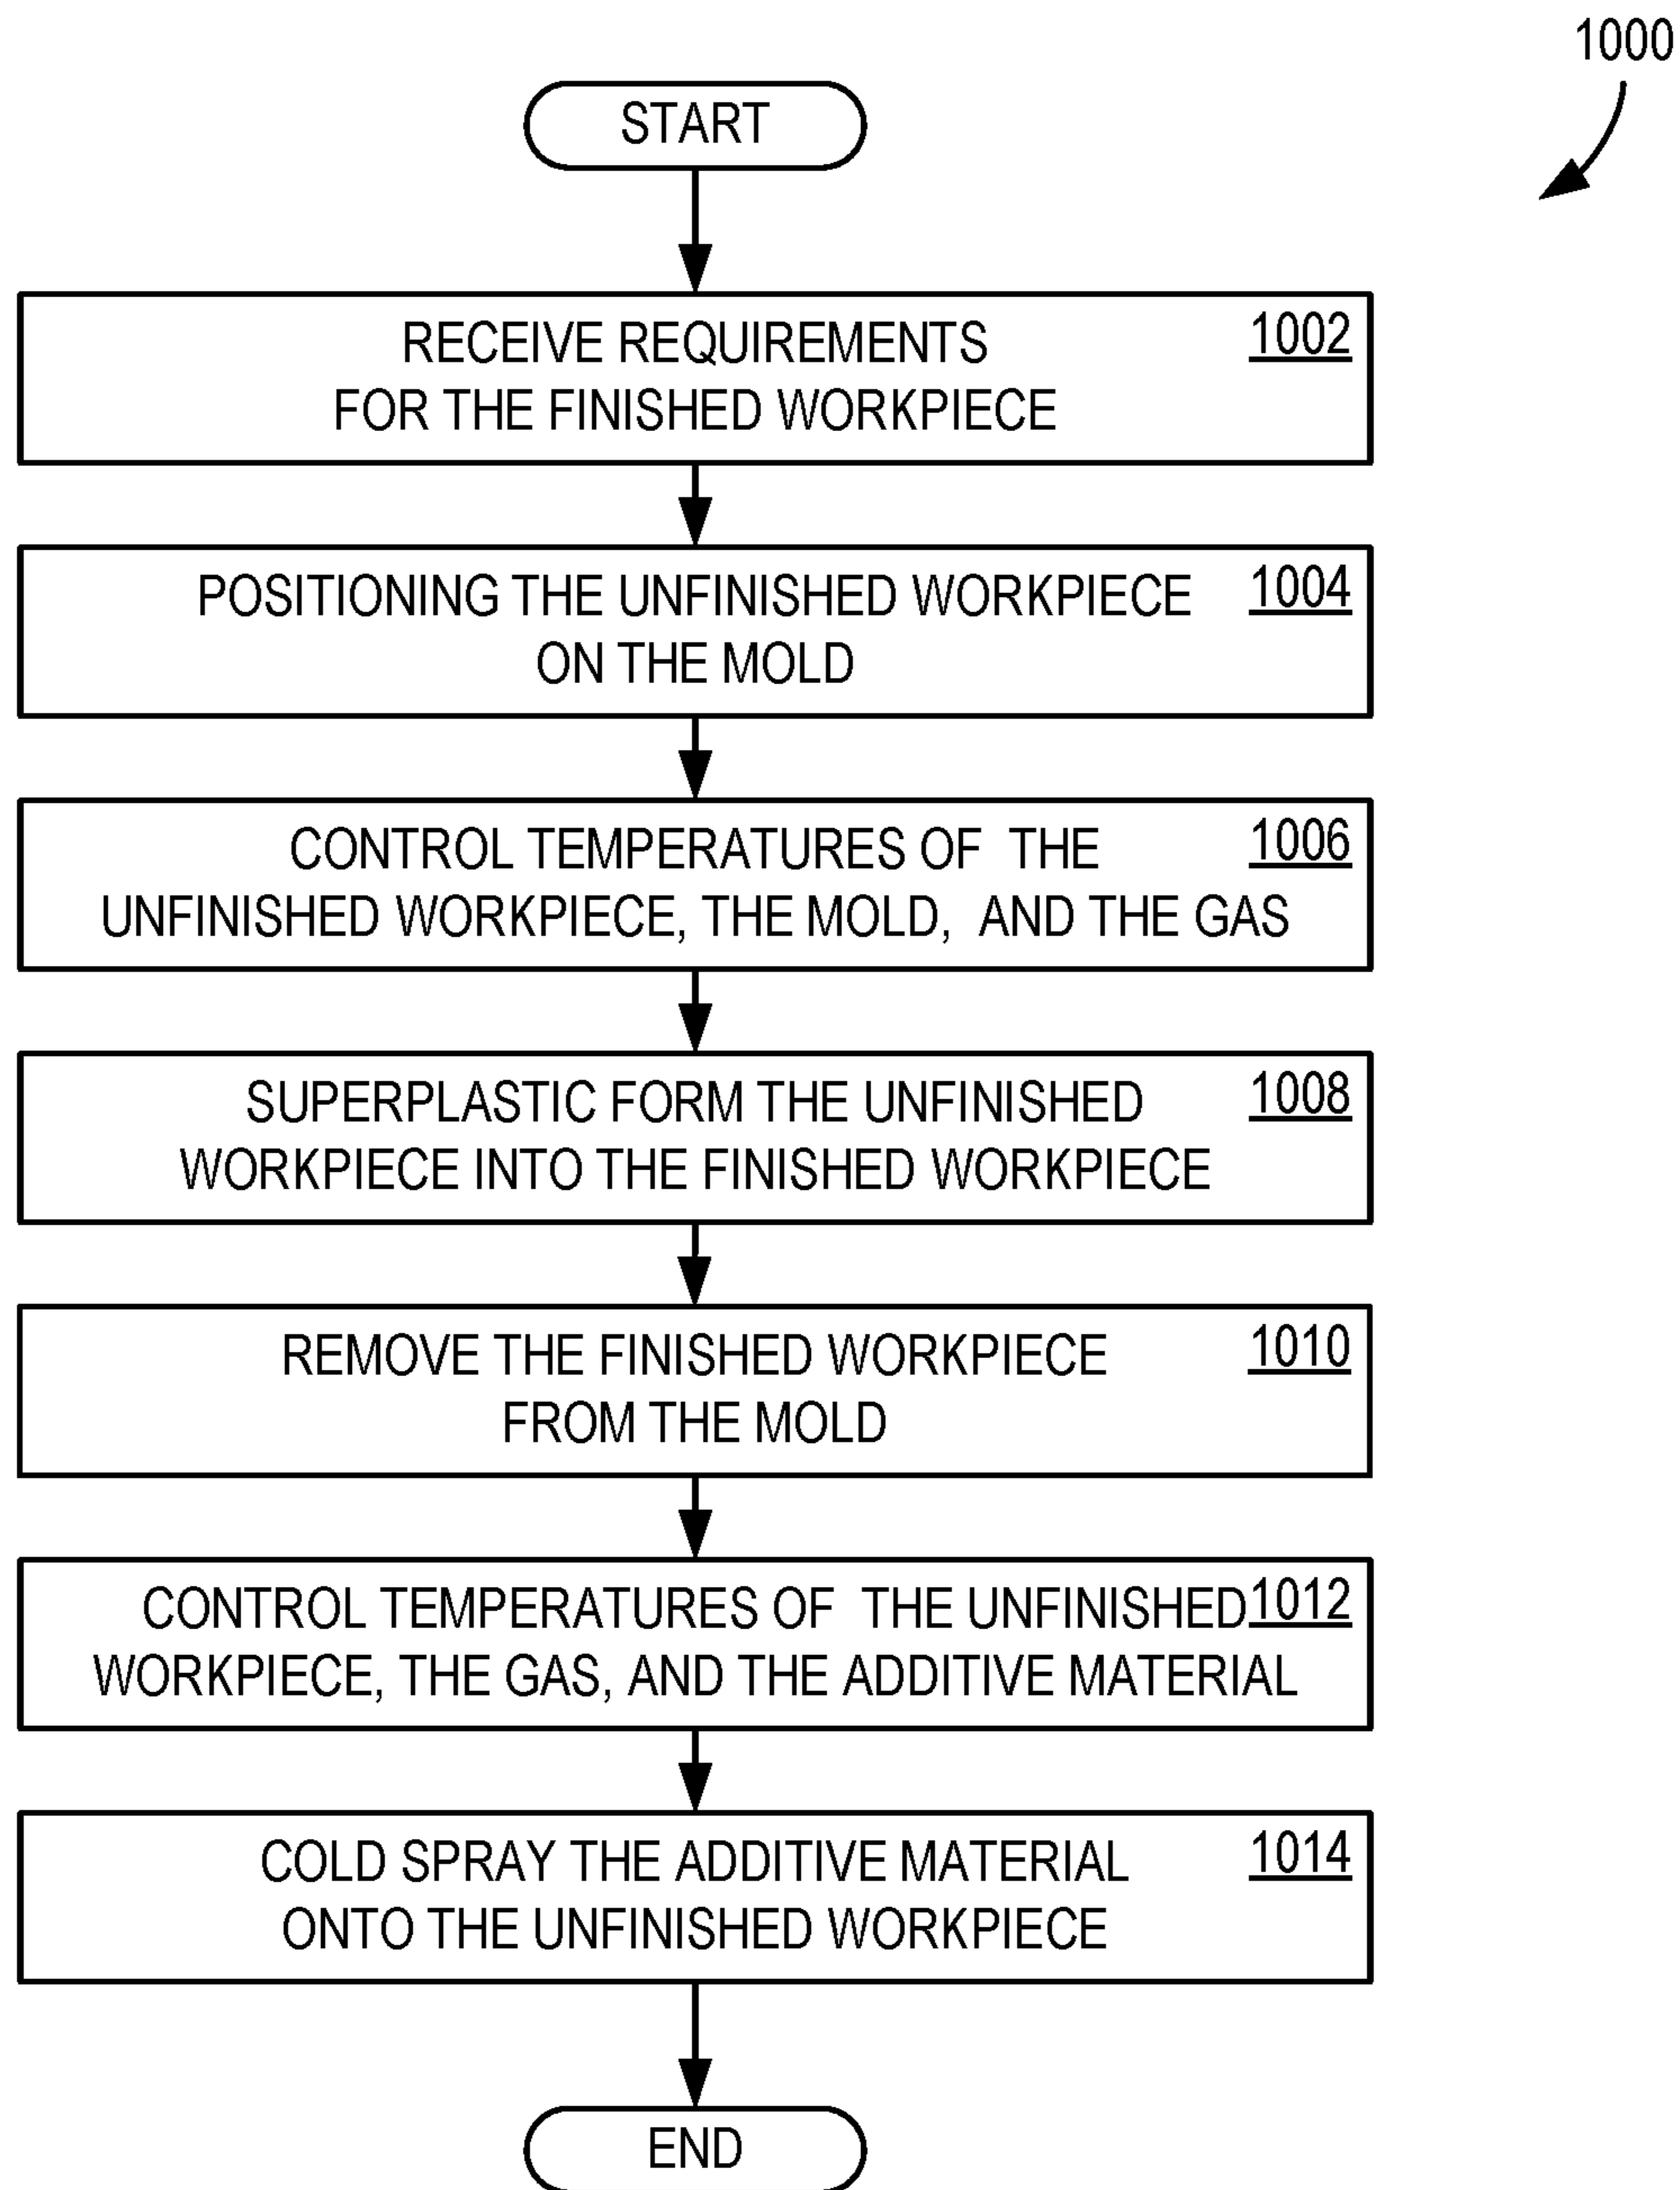 1000
START
RECEIVE REQUIREMENTS 1002
FOR THE FINISHED WORKPIECE
POSITIONING THE UNFINISHED WORKPIECE 1004
ON THE MOLD
CONTROL TEMPERATURES OF THE 1006
UNFINISHED WORKPIECE, THE MOLD, AND THE GAS
SUPERPLASTIC FORM THE UNFINISHED 1008
WORKPIECE INTO THE FINISHED WORKPIECE
REMOVE THE FINISHED WORKPIECE 1010
FROM THE MOLD
CONTROL TEMPERATURES OF THE UNFINISHED 1012
WORKPIECE, THE GAS, AND THE ADDITIVE MATERIAL
COLD SPRAY THE ADDITIVE MATERIAL 1014
ONTO THE UNFINISHED WORKPIECE
END